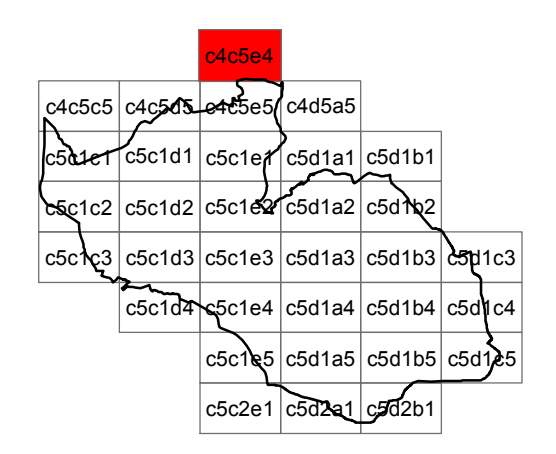 c4c5e4
c4c5c5 c4c5d5 c4c5e5 c4d5a5
c5c1c1 c5c1d1 c5c1e1 c5d1a1 c5d1b1
c5c1c2 c5c1d2 c5c1e2 c5d1a2 c5d1b2
c5c1c3 c5c1d3 c5c1e3 c5d1a3 c5d1b3 c5d1c3
c5c1d4 c5c1e4 c5d1a4 c5d1b4 c5d1c4
c5c1e5 c5d1a5 c5d1b5 c5d1c5
c5c2e1 c5d2a1 c5d2b1